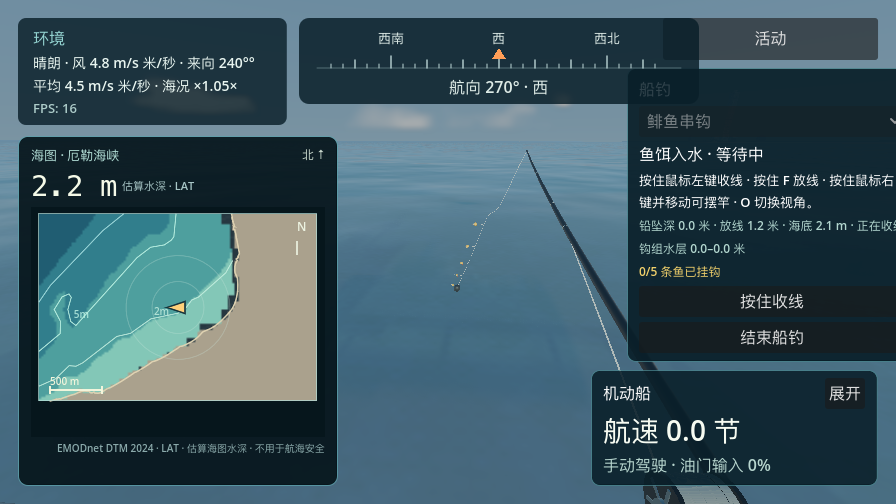 环境
晴朗 · 风 4.8 m/s 米/秒 · 来向 240°°
平均 4.5 m/s 米/秒 · 海况 ×1.05×
FPS: 16
西南 西 西北
航向 270° · 西
活动
船钓
鲱鱼串钩
鱼饵入水 · 等待中
按住鼠标左键收线 · 按住 F 放线 · 按住鼠标右
键并移动可摆竿 · O 切换视角。
铅坠深 0.0 米 · 放线 1.2 米 · 海底 2.1 m · 正在收
钩组水层 0.0–0.0 米
0/5 条鱼已挂钩
按住收线
结束船钓
海图 · 厄勒海峡
北 ↑
2.2 m 估算水深 · LAT
N
5m
2m
500 m
EMODnet DTM 2024 · LAT · 估算海图水深 · 不用于航海安全
机动船
展开
航速 0.0 节
手动驾驶 · 油门输入 0%